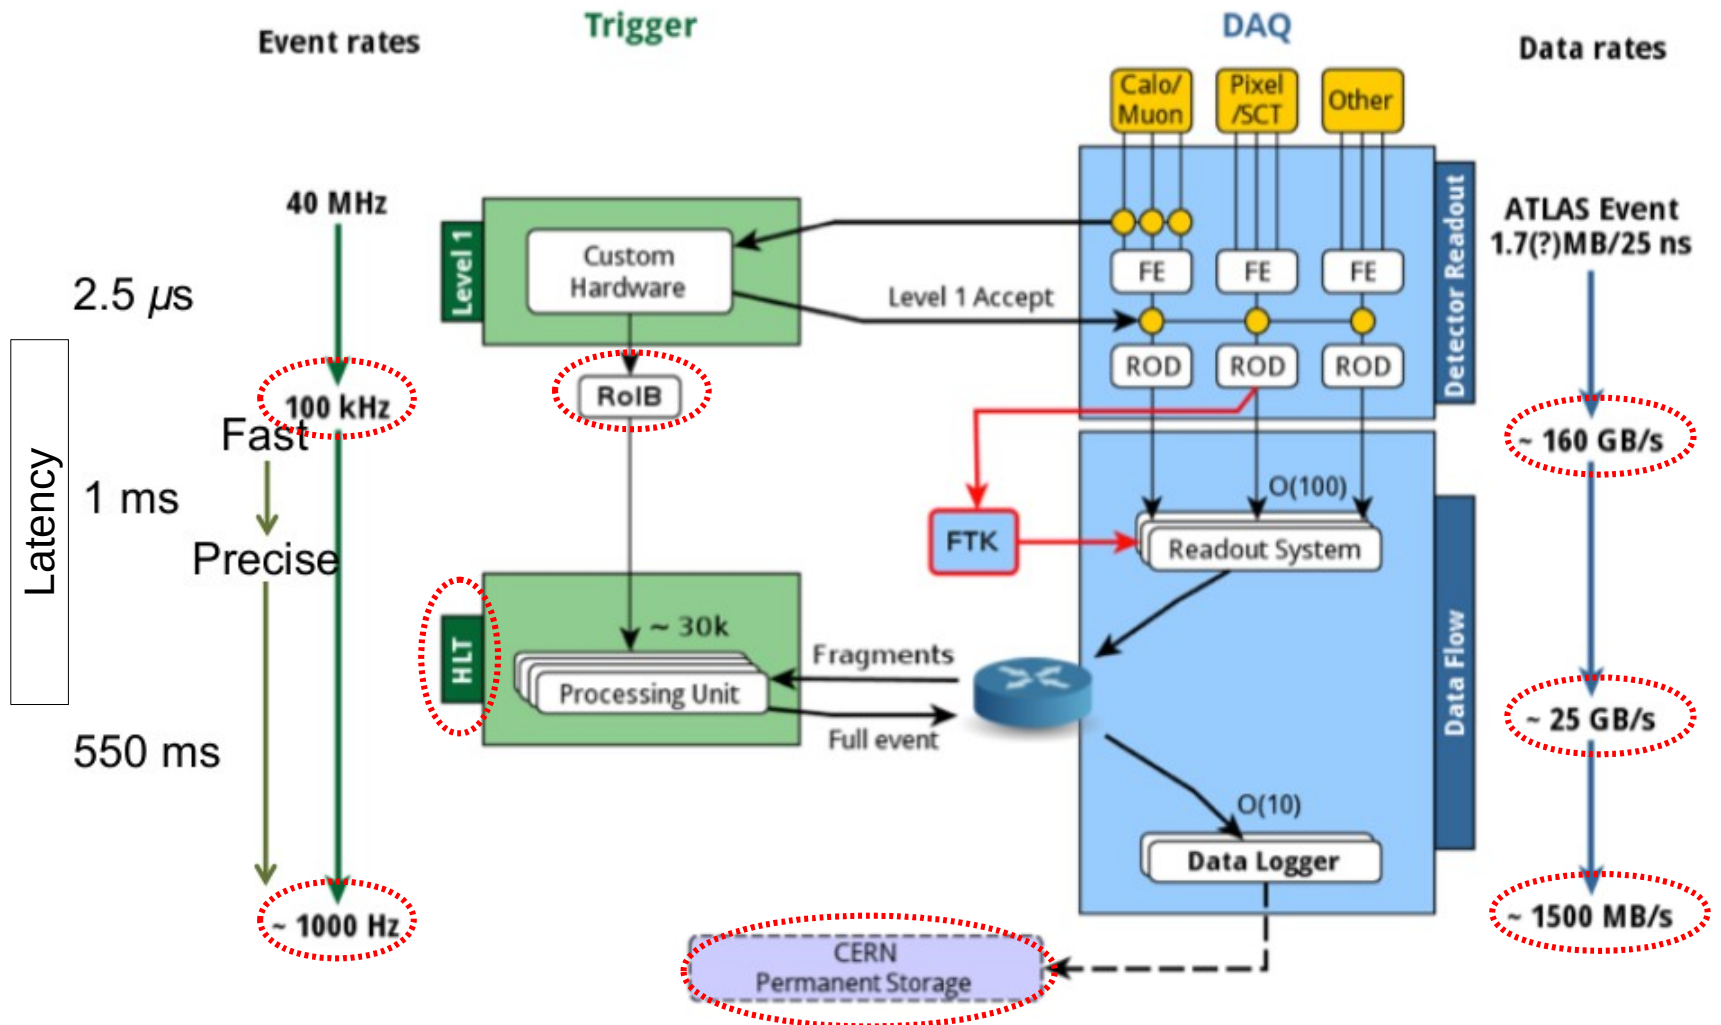 Event rates
Trigger
DAQ
Data rates
Calo/
Muon
Pixel
/SCT
Other
40 MHz
Level 1
Custom
Hardware
FE
FE
FE
Detector Readout
ATLAS Event
1.7(?)MB/25 ns
2.5 µs
Level 1 Accept
ROD
ROD
ROD
100 kHz
RoIB
Fast
~ 160 GB/s
Latency
1 ms
O(100)
Precise
FTK
Readout System
HLT
~ 30k
Processing Unit
Fragments
Full event
Data Flow
~ 25 GB/s
550 ms
O(10)
Data Logger
~ 1000 Hz
~ 1500 MB/s
CERN
Permanent Storage